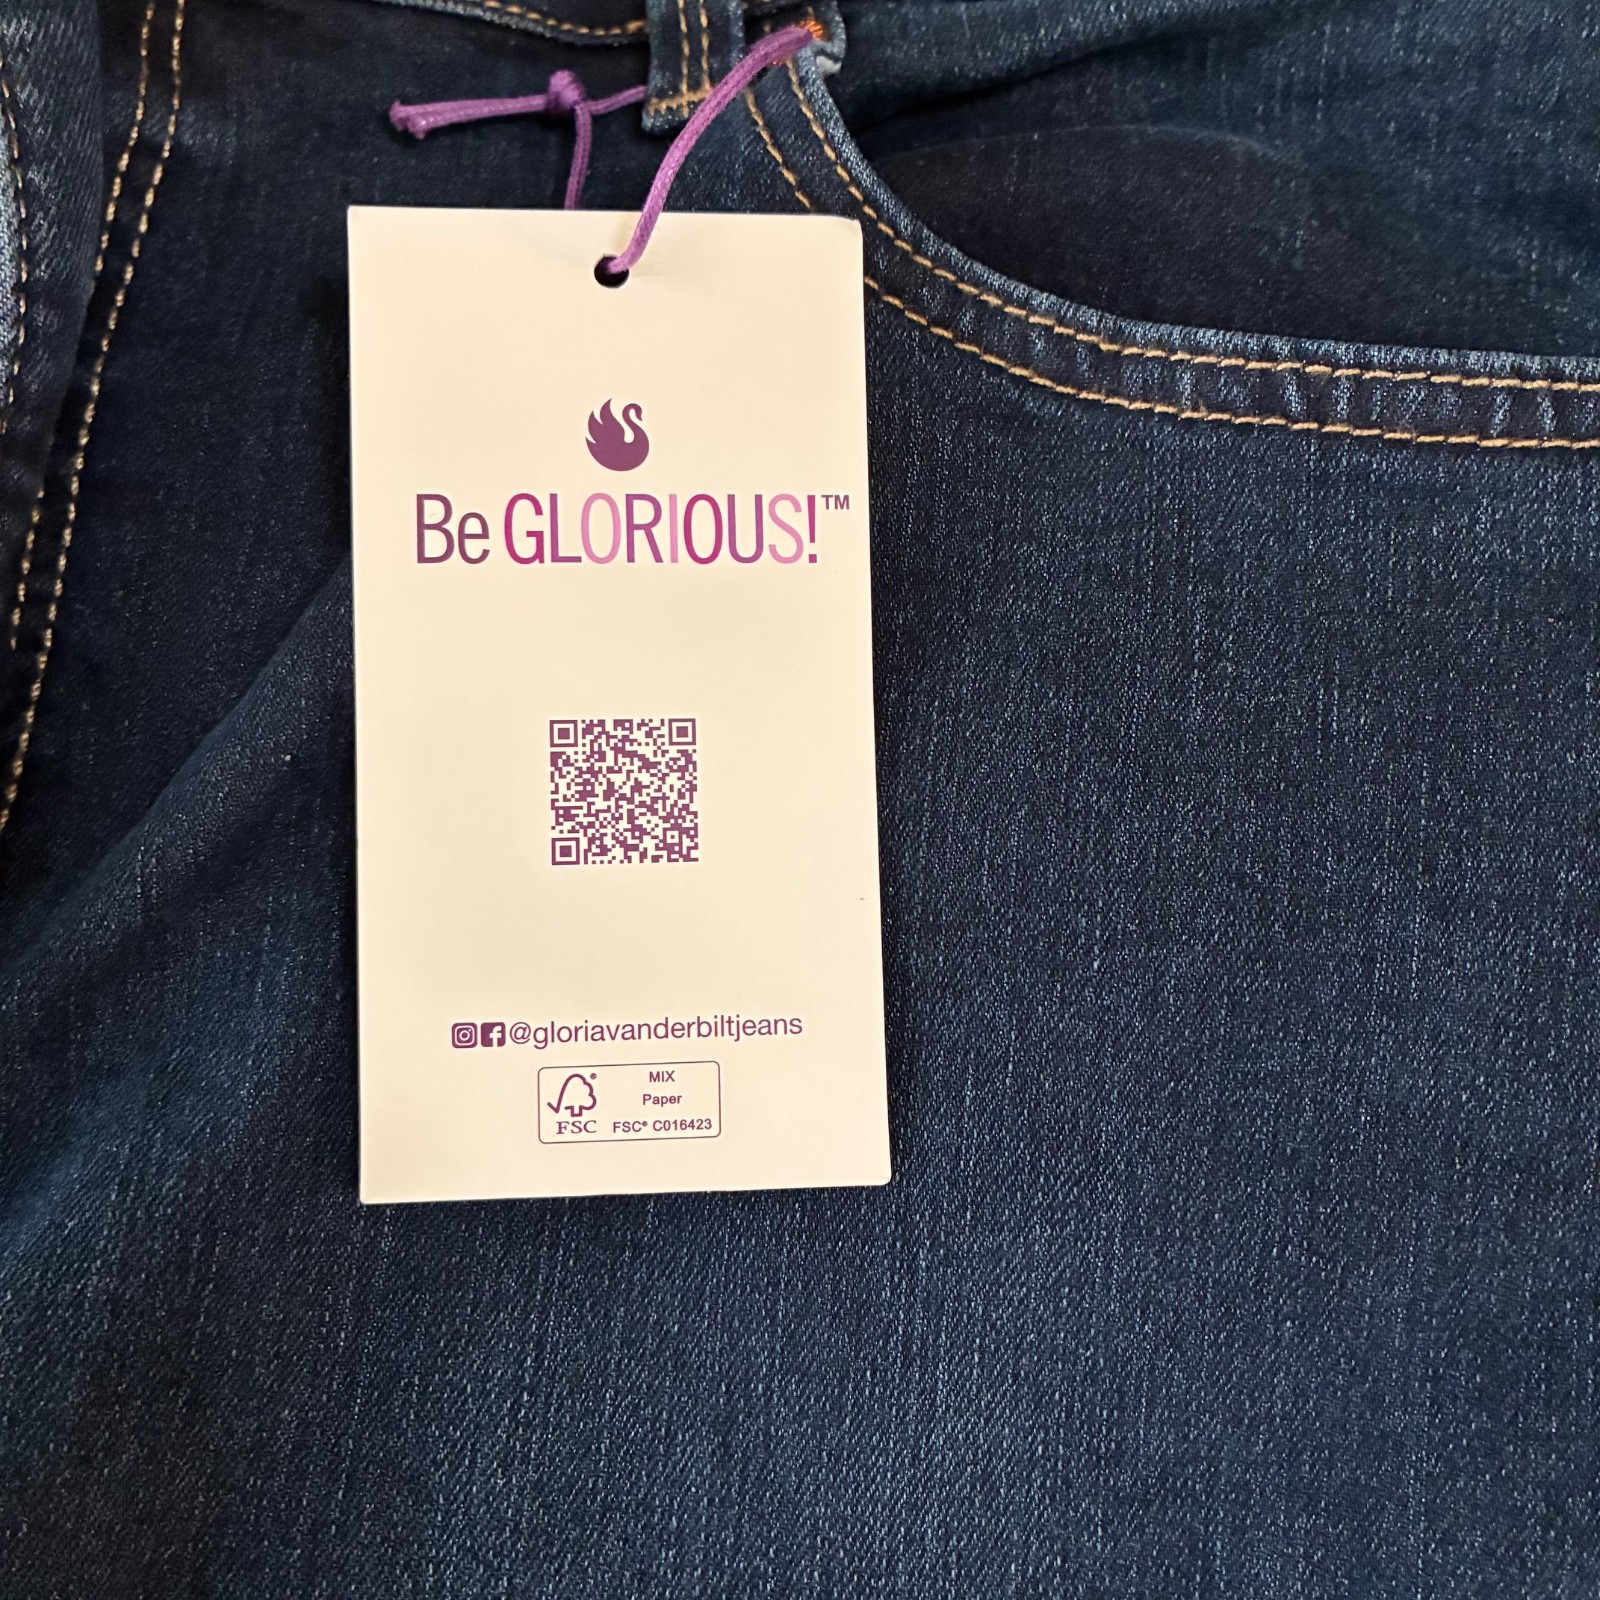 Be GLORIOUS!™
@gloriavanderbiltjeans
MIX
Paper
FSC® C016423
FSC